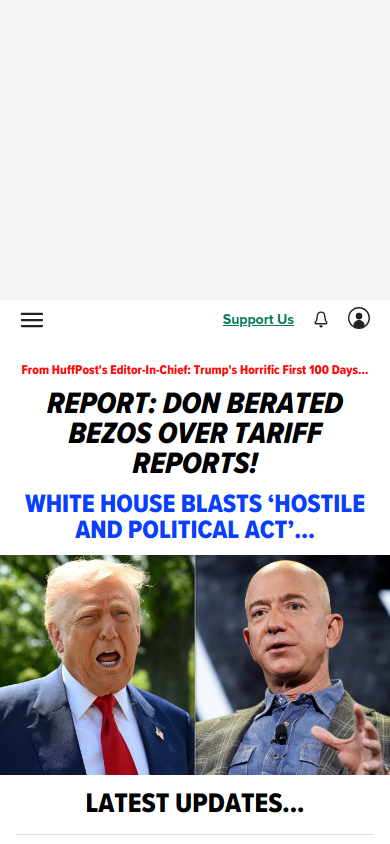 Support Us
From HuffPost's Editor-In-Chief: Trump's Horrific First 100 Days...
REPORT: DON BERATED
BEZOS OVER TARIFF
REPORTS!
WHITE HOUSE BLASTS ‘HOSTILE
AND POLITICAL ACT’...
LATEST UPDATES...